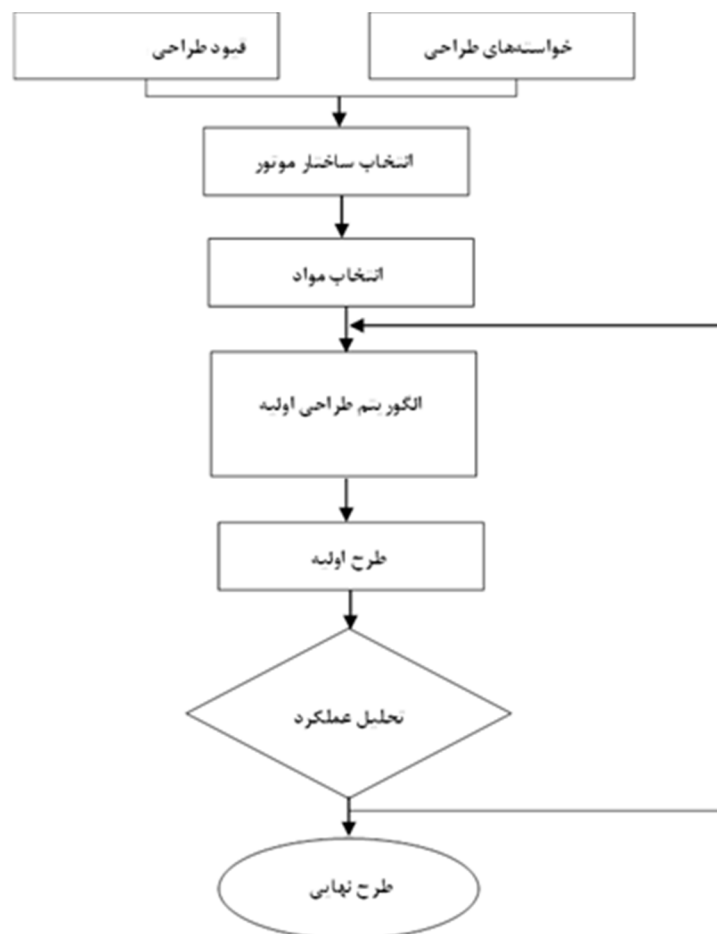 خواسته‌های طراحی
قیود طراحی
انتخاب ساختار موتور
انتخاب مواد
الگوریتم طراحی اولیه
طرح اولیه
تحلیل عملکرد
طرح نهایی